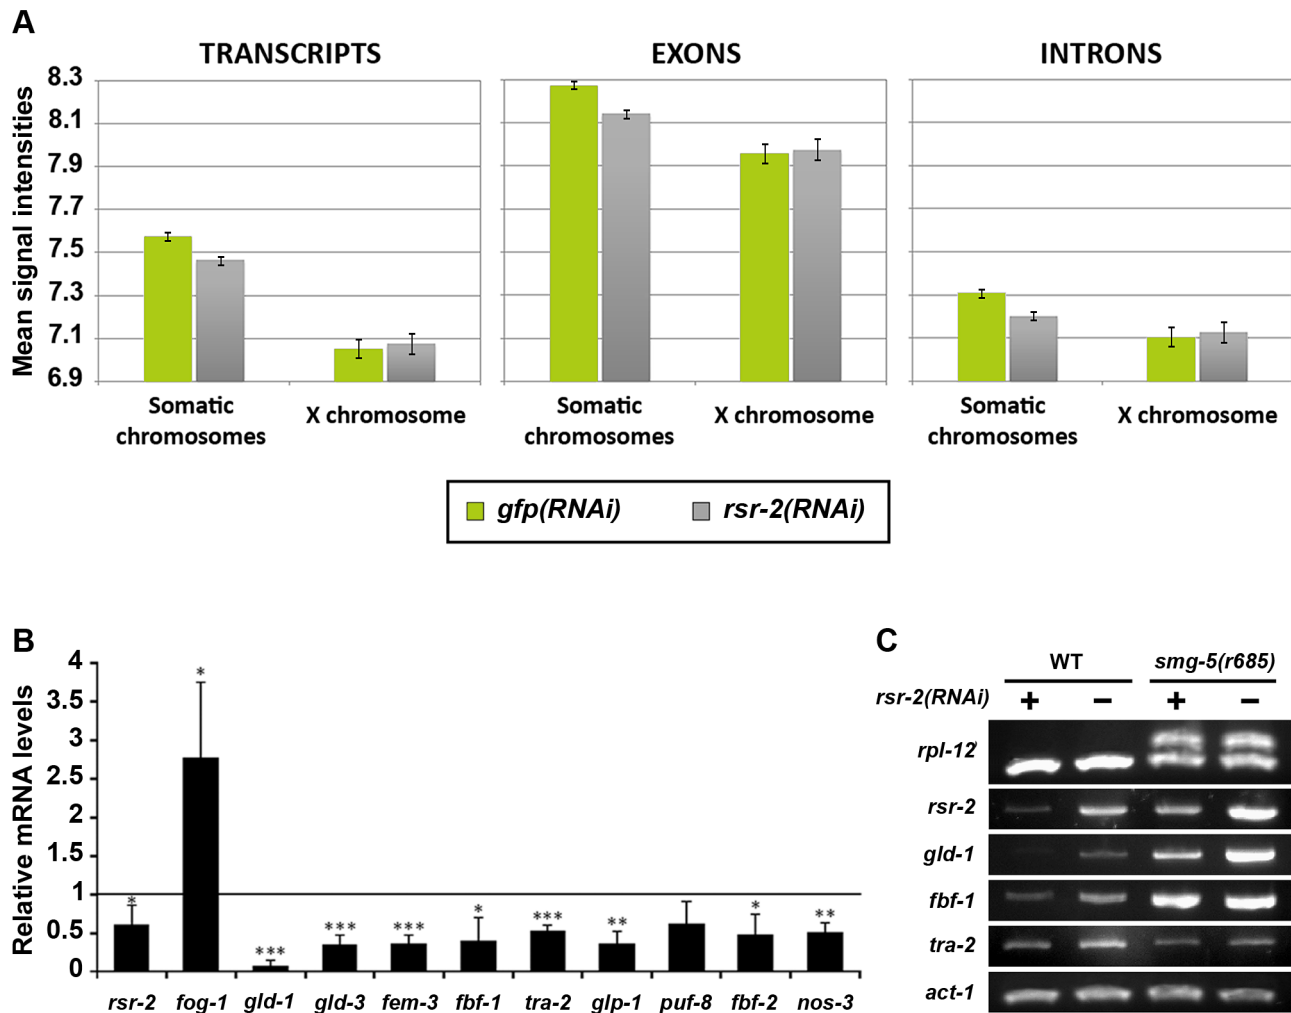 A
TRANSCRIPTS
EXONS
INTRONS
Mean signal intensities
8.3
8.1
7.9
7.7
7.5
7.3
7.1
6.9
Somatic
chromosomes
X chromosome
Somatic
chromosomes
X chromosome
Somatic
chromosomes
X chromosome
gfp(RNAi)
rsr-2(RNAi)
B
Relative mRNA levels
4
3.5
3
2.5
2
1.5
1
0.5
0
*
*
***
***
***
*
***
**
*
**
rsr-2 fog-1 gld-1 gld-3 fem-3 fbf-1 tra-2 glp-1 puf-8 fbf-2 nos-3
C
WT smg-5(r685)
rsr-2(RNAi) + − + −
rpl-12
rsr-2
gld-1
fbf-1
tra-2
act-1